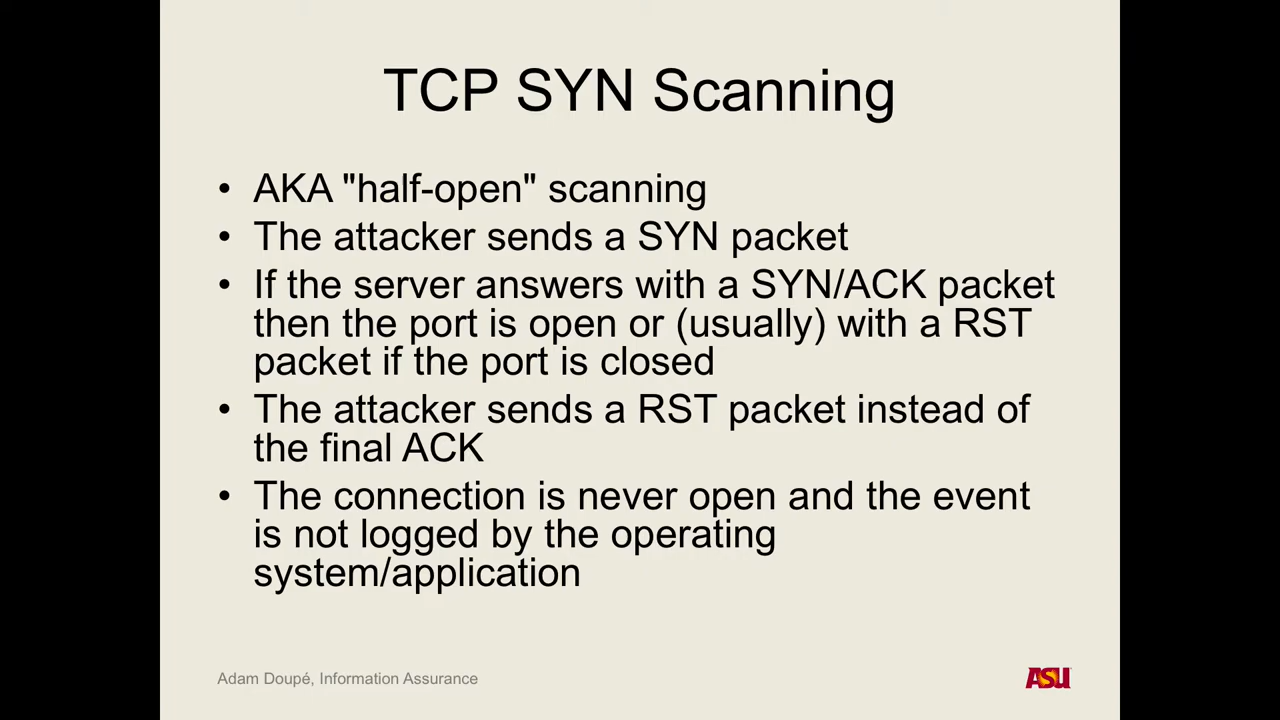 TCP SYN Scanning
• AKA "half-open" scanning
• The attacker sends a SYN packet
• If the server answers with a SYN/ACK packet
then the port is open or (usually) with a RST
packet if the port is closed
• The attacker sends a RST packet instead of
the final ACK
• The connection is never open and the event
is not logged by the operating
system/application
Adam Doupé, Information Assurance
ASU